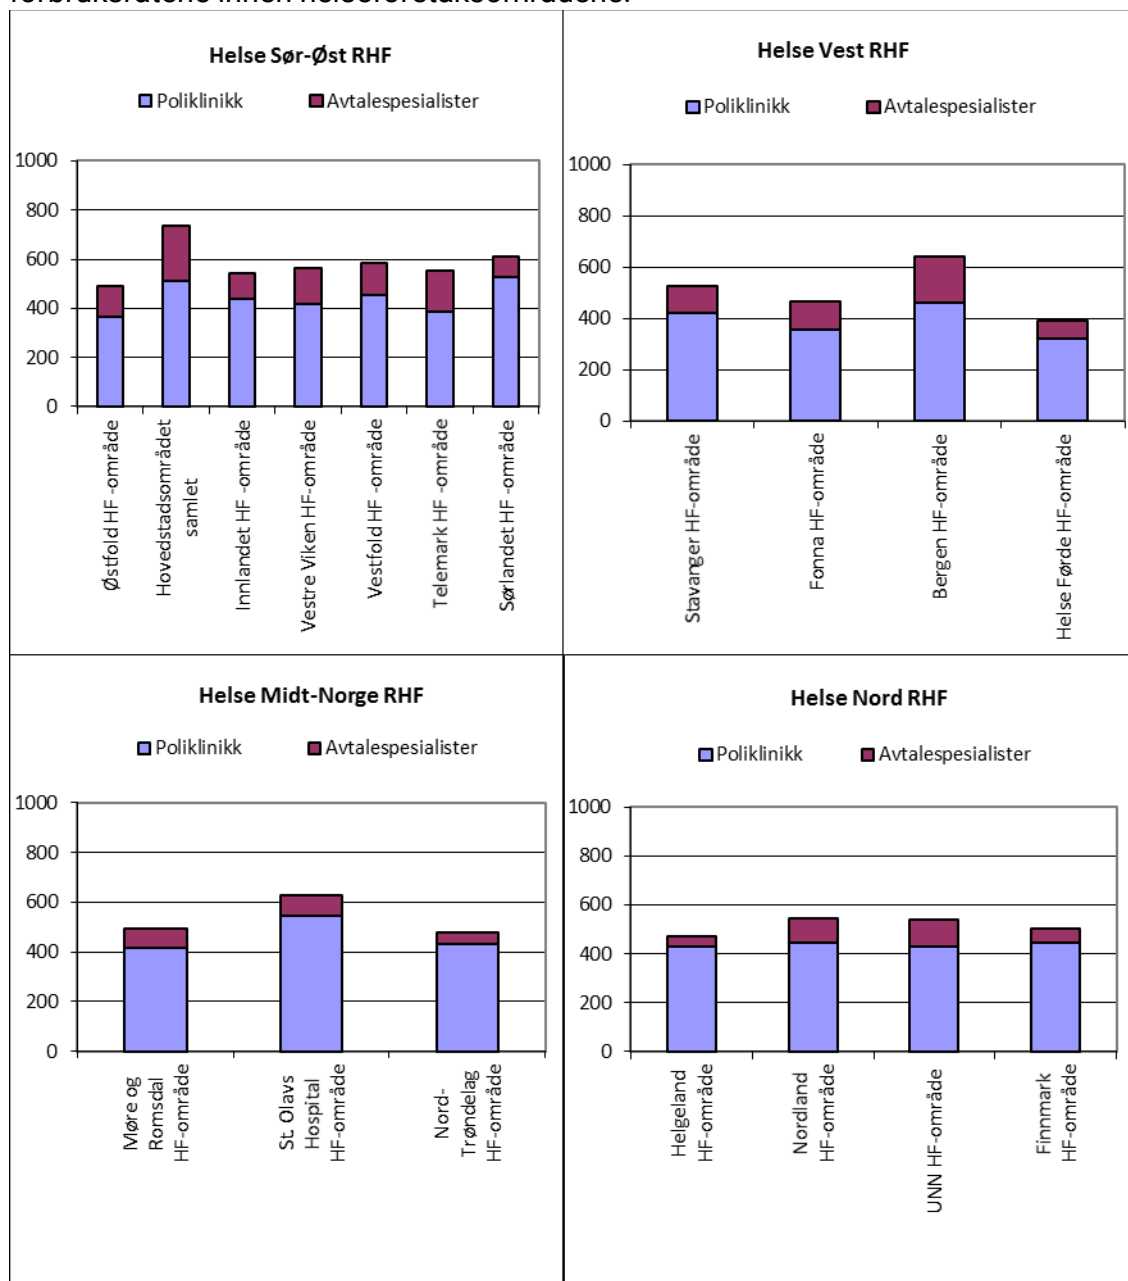 forbruksratene innen helseforetaksområdene.
Helse Sør-Øst RHF
Poliklinikk Avtalespesialister
1000
800
600
400
200
0
Østfold HF -område
Hovedstadsområdet
samlet
Innlandet HF -område
Vestre Viken HF-område
Vestfold HF -område
Telemark HF -område
Sørlandet HF -område
Helse Vest RHF
Poliklinikk Avtalespesialister
1000
800
600
400
200
0
Stavanger HF-område
Fonna HF-område
Bergen HF-område
Helse Førde HF-område
Helse Midt-Norge RHF
Poliklinikk Avtalespesialister
1000
800
600
400
200
0
Møre og
Romsdal
HF-område
St. Olavs
Hospital
HF-område
Nord-
Trøndelag
HF-område
Helse Nord RHF
Poliklinikk Avtalespesialister
1000
800
600
400
200
0
Helgeland
HF-område
Nordland
HF-område
UNN HF-område
Finnmark
HF-område